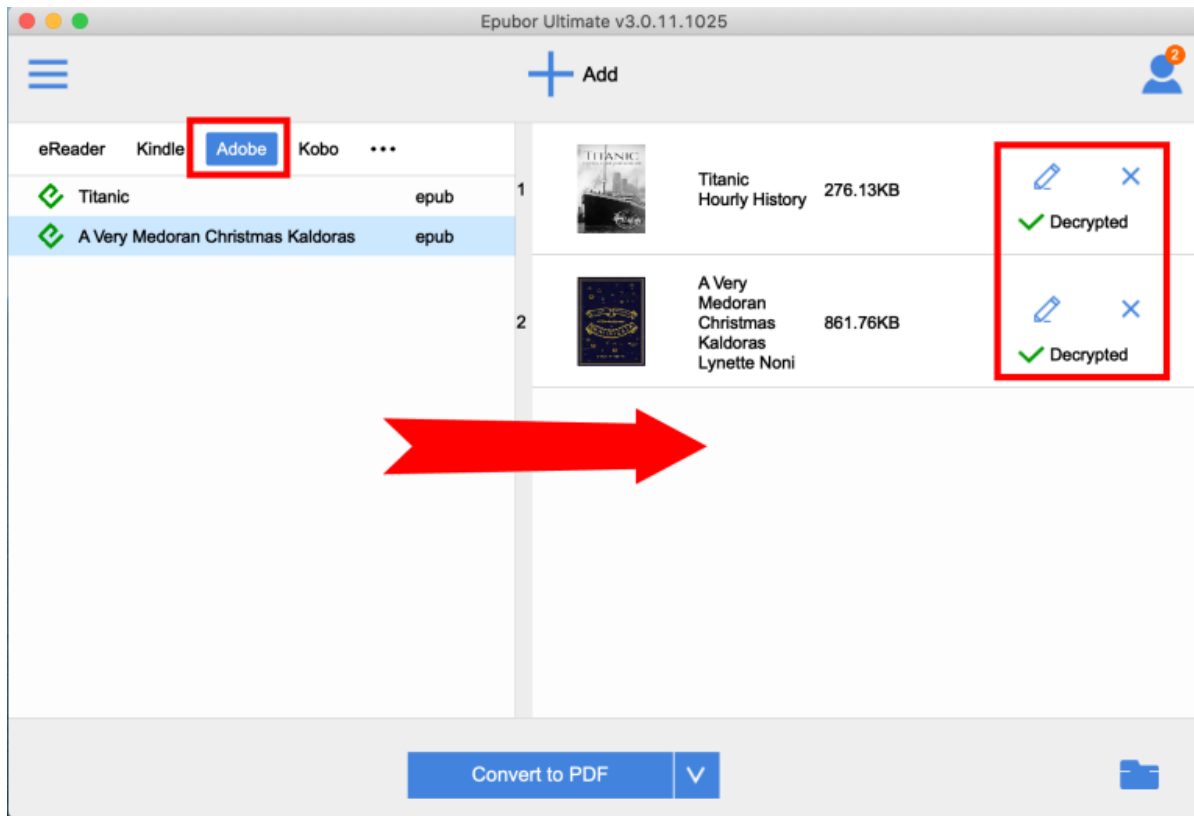 Epubor Ultimate v3.0.11.1025
Add
2
eReader Kindle Adobe Kobo •••
Titanic epub
A Very Medoran Christmas Kaldoras epub
1
TITANIC
Titanic
Hourly History
276.13KB
Decrypted
2
A Very
Medoran
Christmas
Kaldoras
Lynette Noni
861.76KB
Decrypted
Convert to PDF